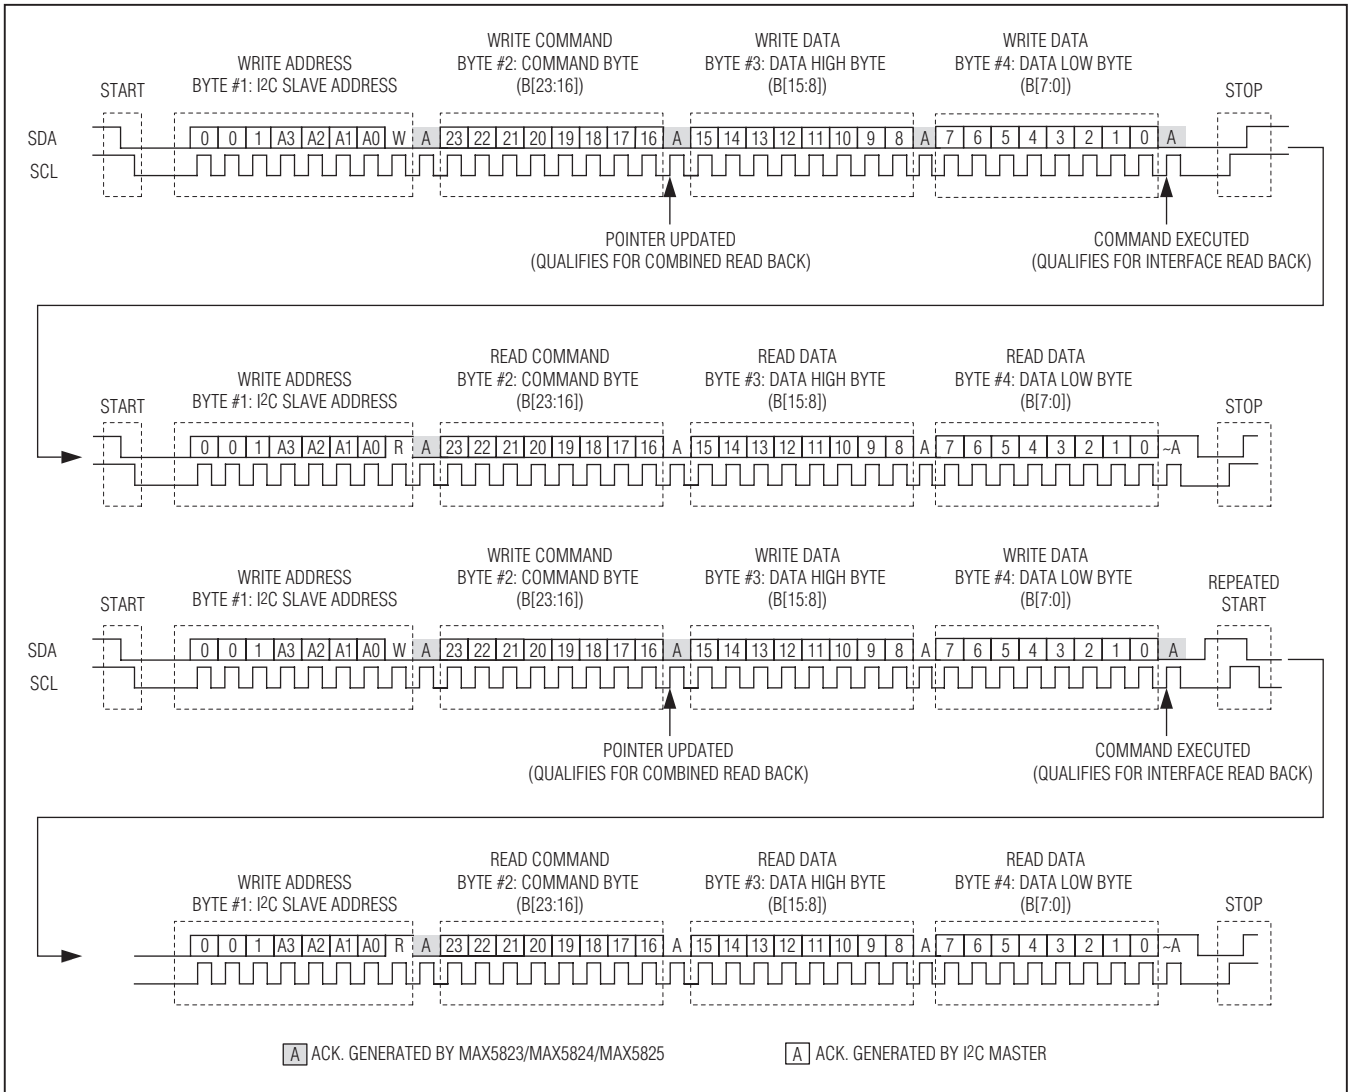 WRITE COMMAND WRITE DATA WRITE DATA
WRITE ADDRESS BYTE #2: COMMAND BYTE BYTE #3: DATA HIGH BYTE BYTE #4: DATA LOW BYTE
START BYTE #1: I2C SLAVE ADDRESS (B[23:16]) (B[15:8]) (B[7:0]) STOP
SDA 0 0 1 A3 A2 A1 A0 W A 23 22 21 20 19 18 17 16 A 15 14 13 12 11 10 9 8 A 7 6 5 4 3 2 1 0 A
SCL
POINTER UPDATED COMMAND EXECUTED
(QUALIFIES FOR COMBINED READ BACK) (QUALIFIES FOR INTERFACE READ BACK)
READ COMMAND READ DATA READ DATA
WRITE ADDRESS BYTE #2: COMMAND BYTE BYTE #3: DATA HIGH BYTE BYTE #4: DATA LOW BYTE
START BYTE #1: I2C SLAVE ADDRESS (B[23:16]) (B[15:8]) (B[7:0]) STOP
0 0 1 A3 A2 A1 A0 R A 23 22 21 20 19 18 17 16 A 15 14 13 12 11 10 9 8 A 7 6 5 4 3 2 1 0 ~A
WRITE COMMAND WRITE DATA WRITE DATA
WRITE ADDRESS BYTE #2: COMMAND BYTE BYTE #3: DATA HIGH BYTE BYTE #4: DATA LOW BYTE REPEATED
START BYTE #1: I2C SLAVE ADDRESS (B[23:16]) (B[15:8]) (B[7:0]) START
SDA 0 0 1 A3 A2 A1 A0 W A 23 22 21 20 19 18 17 16 A 15 14 13 12 11 10 9 8 A 7 6 5 4 3 2 1 0 A
SCL
POINTER UPDATED COMMAND EXECUTED
(QUALIFIES FOR COMBINED READ BACK) (QUALIFIES FOR INTERFACE READ BACK)
READ COMMAND READ DATA READ DATA
WRITE ADDRESS BYTE #2: COMMAND BYTE BYTE #3: DATA HIGH BYTE BYTE #4: DATA LOW BYTE
BYTE #1: I2C SLAVE ADDRESS (B[23:16]) (B[15:8]) (B[7:0]) STOP
0 0 1 A3 A2 A1 A0 R A 23 22 21 20 19 18 17 16 A 15 14 13 12 11 10 9 8 A 7 6 5 4 3 2 1 0 ~A
A ACK. GENERATED BY MAX5823/MAX5824/MAX5825 A ACK. GENERATED BY I2C MASTER